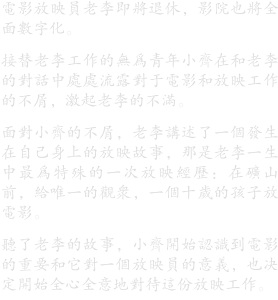 電影放映員老李即將退休，影院也將全
面數字化。
接替老李工作的無為青年小齊在和老李
的對話中處處流露對于電影和放映工作
的不屑，激起老李的不滿。
面對小齊的不屑，老李講述了一個發生
在自己身上的放映故事，那是老李一生
中最為特殊的一次放映經歷：在礦山
前，給唯一的觀衆，一個十歲的孩子放
電影。
聽了老李的故事，小齊開始認識到電影
的重要和它對一個放映員的意義，也决
定開始全心全意地對待這份放映工作。